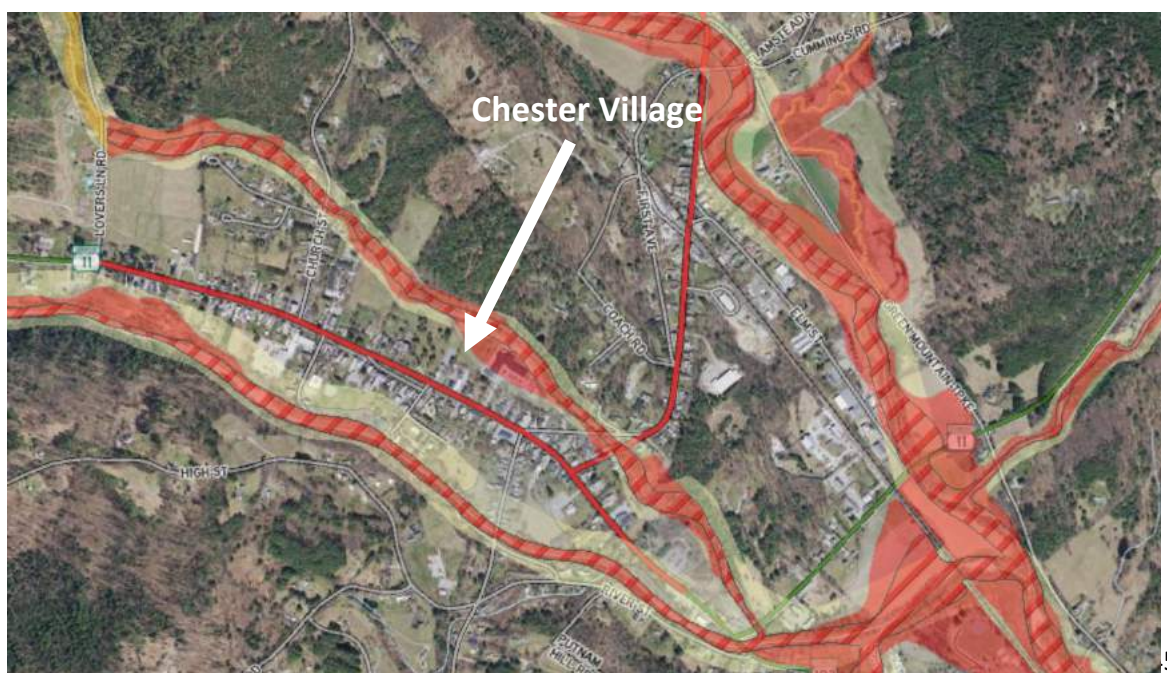 AMSTEAD
CUMMINGS RD
Chester Village
LOVERS LN RD
CHURCH ST
FIRST AVE
11
COACH RD
ELM ST
GREEN MOUNTAIN TPKE
11
HIGH ST
RIVER ST
PUTNAM
HILL RD